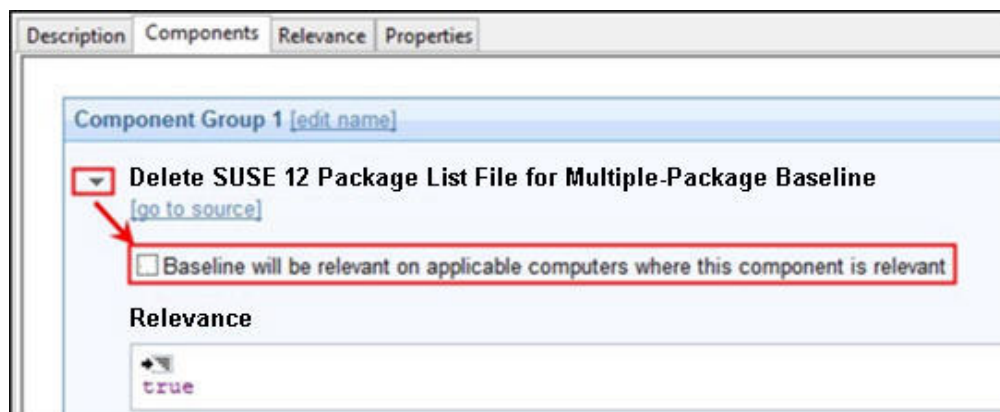 Description Components Relevance Properties
Component Group 1 [edit name]
Delete SUSE 12 Package List File for Multiple-Package Baseline
[go to source]
Baseline will be relevant on applicable computers where this component is relevant
Relevance
true